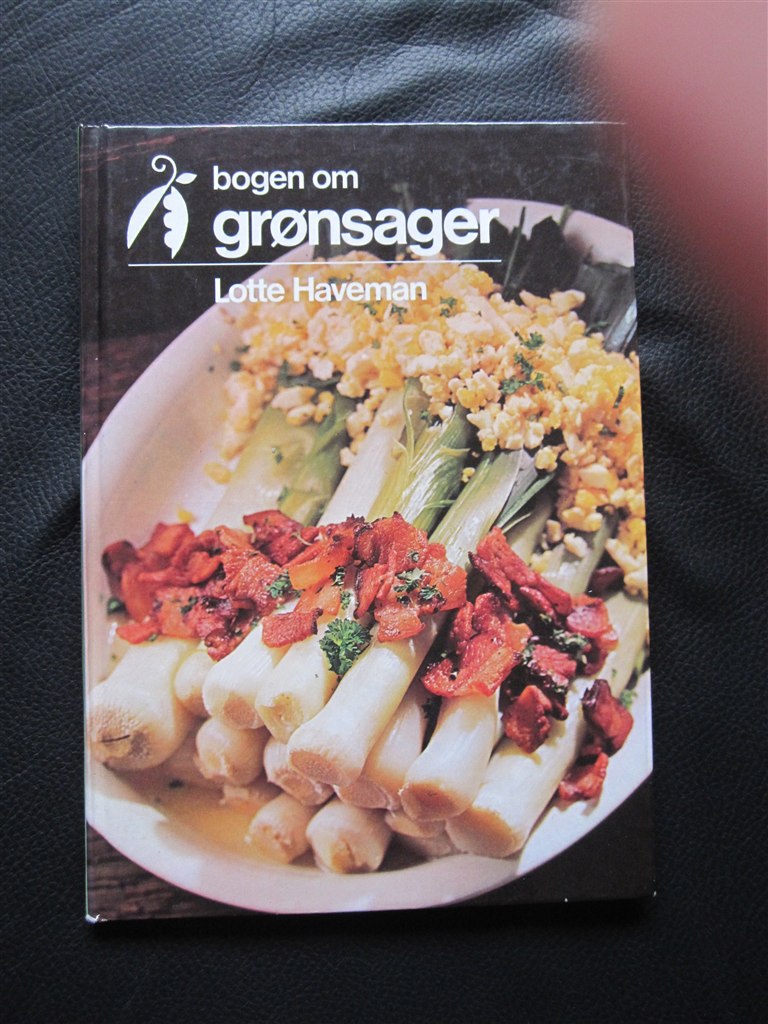 bogen om
grønsager
Lotte Haveman